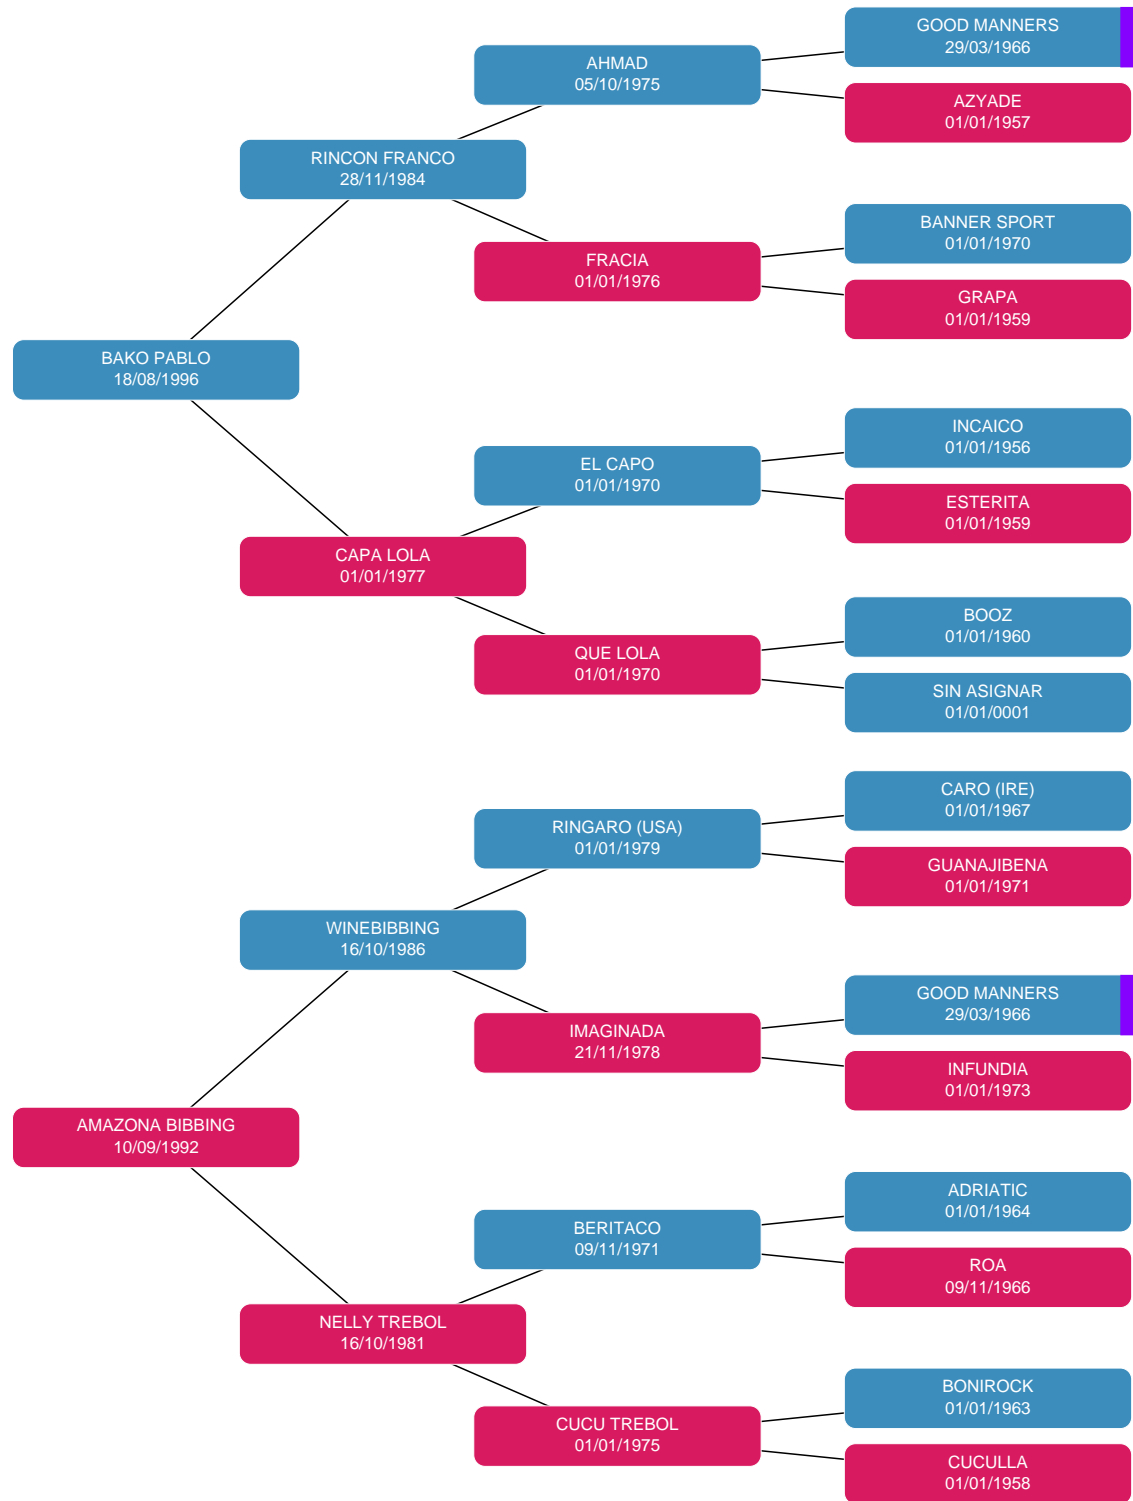 GOOD MANNERS
29/03/1966
AHMAD
05/10/1975
AZYADE
01/01/1957
RINCON FRANCO
28/11/1984
BANNER SPORT
01/01/1970
FRACIA
01/01/1976
GRAPA
01/01/1959
BAKO PABLO
18/08/1996
INCAICO
01/01/1956
EL CAPO
01/01/1970
ESTERITA
01/01/1959
CAPA LOLA
01/01/1977
BOOZ
01/01/1960
QUE LOLA
01/01/1970
SIN ASIGNAR
01/01/0001
CARO (IRE)
01/01/1967
RINGARO (USA)
01/01/1979
GUANAJIBENA
01/01/1971
WINEBIBBING
16/10/1986
GOOD MANNERS
29/03/1966
IMAGINADA
21/11/1978
INFUNDIA
01/01/1973
AMAZONA BIBBING
10/09/1992
ADRIATIC
01/01/1964
BERITACO
09/11/1971
ROA
09/11/1966
NELLY TREBOL
16/10/1981
BONIROCK
01/01/1963
CUCU TREBOL
01/01/1975
CUCULLA
01/01/1958